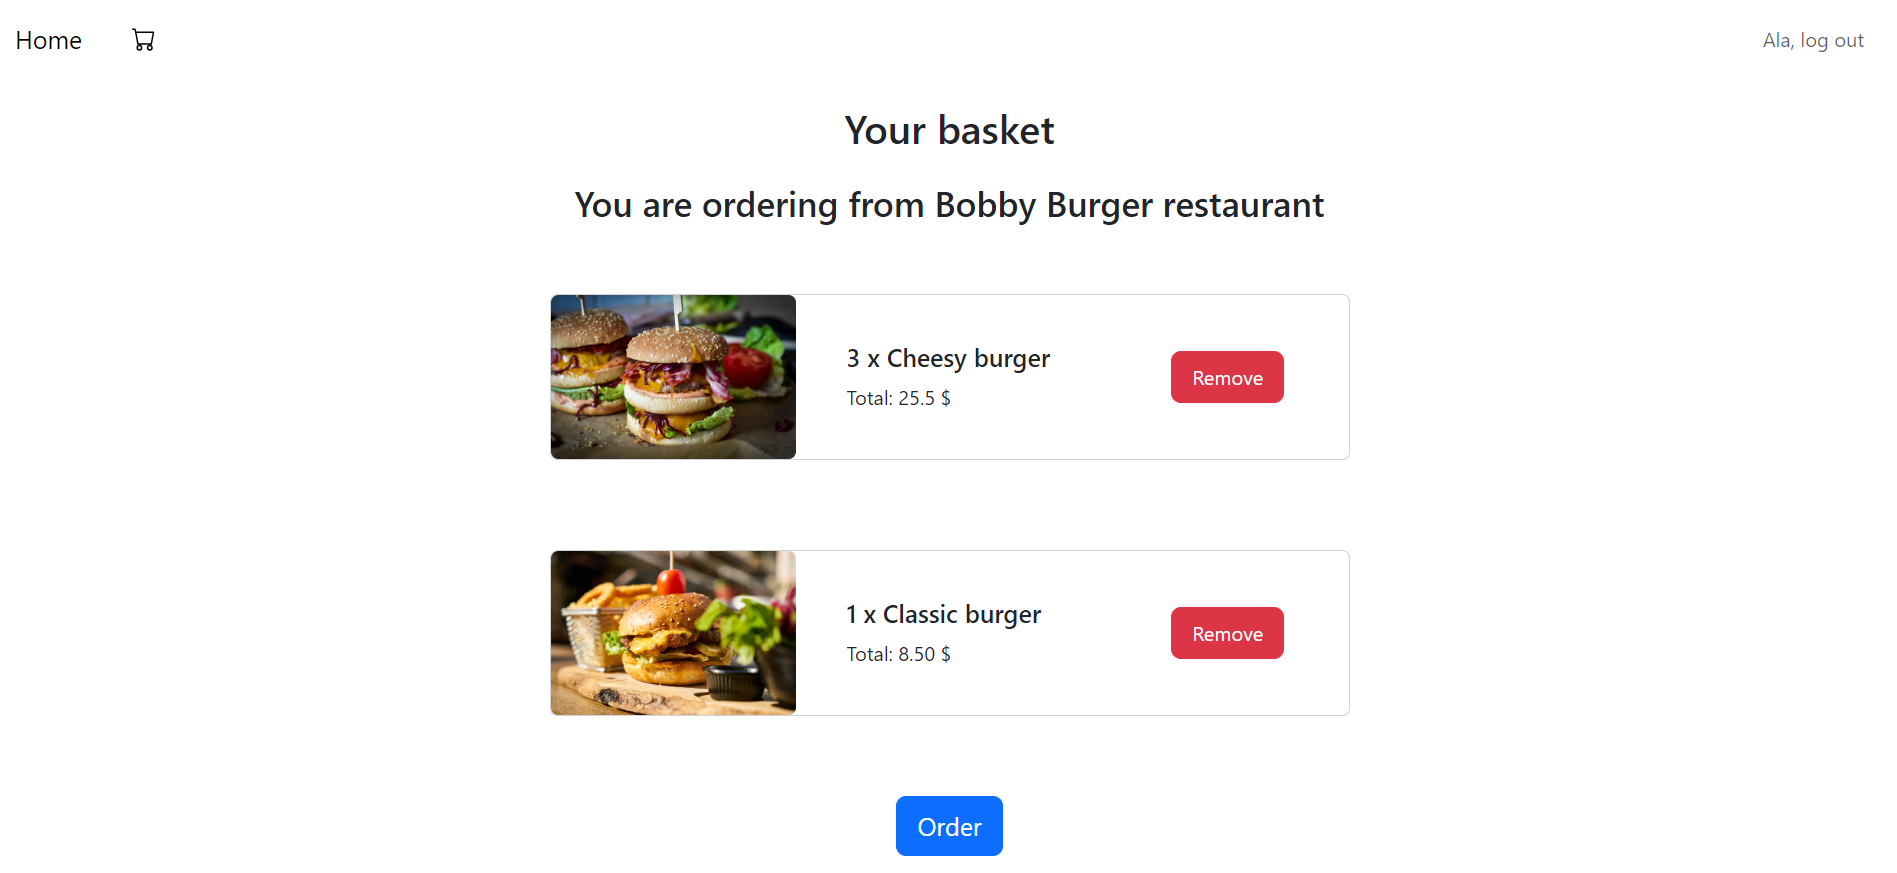 Home
Ala, log out
Your basket
You are ordering from Bobby Burger restaurant
3 x Cheesy burger
Total: 25.5 $
Remove
1 x Classic burger
Total: 8.50 $
Remove
Order